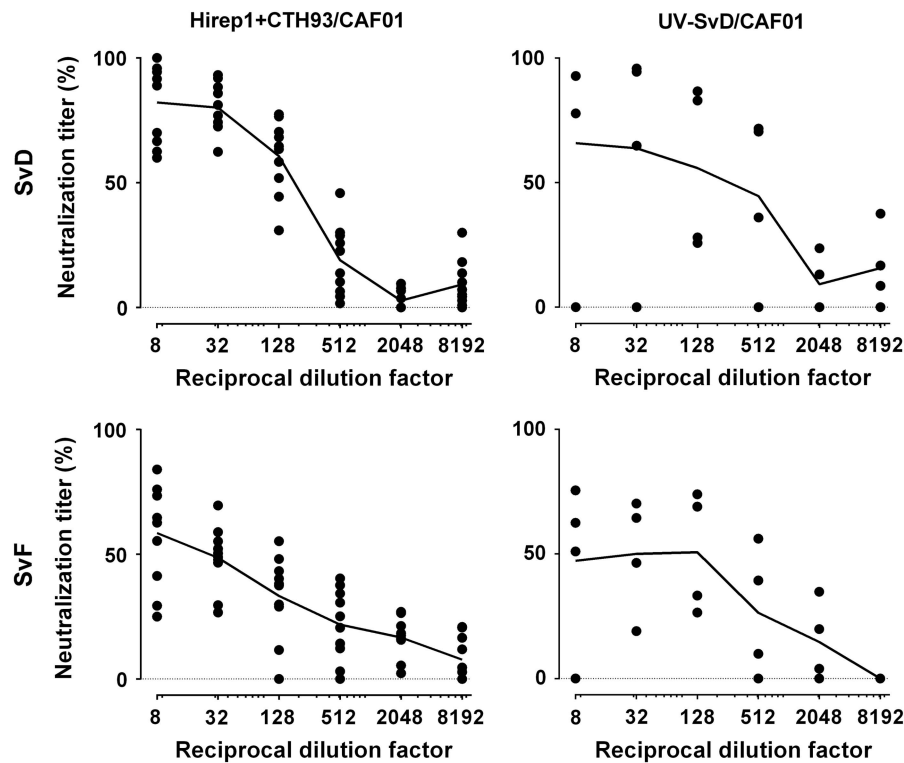 Hirep1+CTH93/CAF01
UV-SvD/CAF01
SvD
Neutralization titer (%)
100
50
0
8 32 128 512 2048 8192
Reciprocal dilution factor
100
50
0
8 32 128 512 2048 8192
Reciprocal dilution factor
SvF
Neutralization titer (%)
100
50
0
8 32 128 512 2048 8192
Reciprocal dilution factor
100
50
0
8 32 128 512 2048 8192
Reciprocal dilution factor